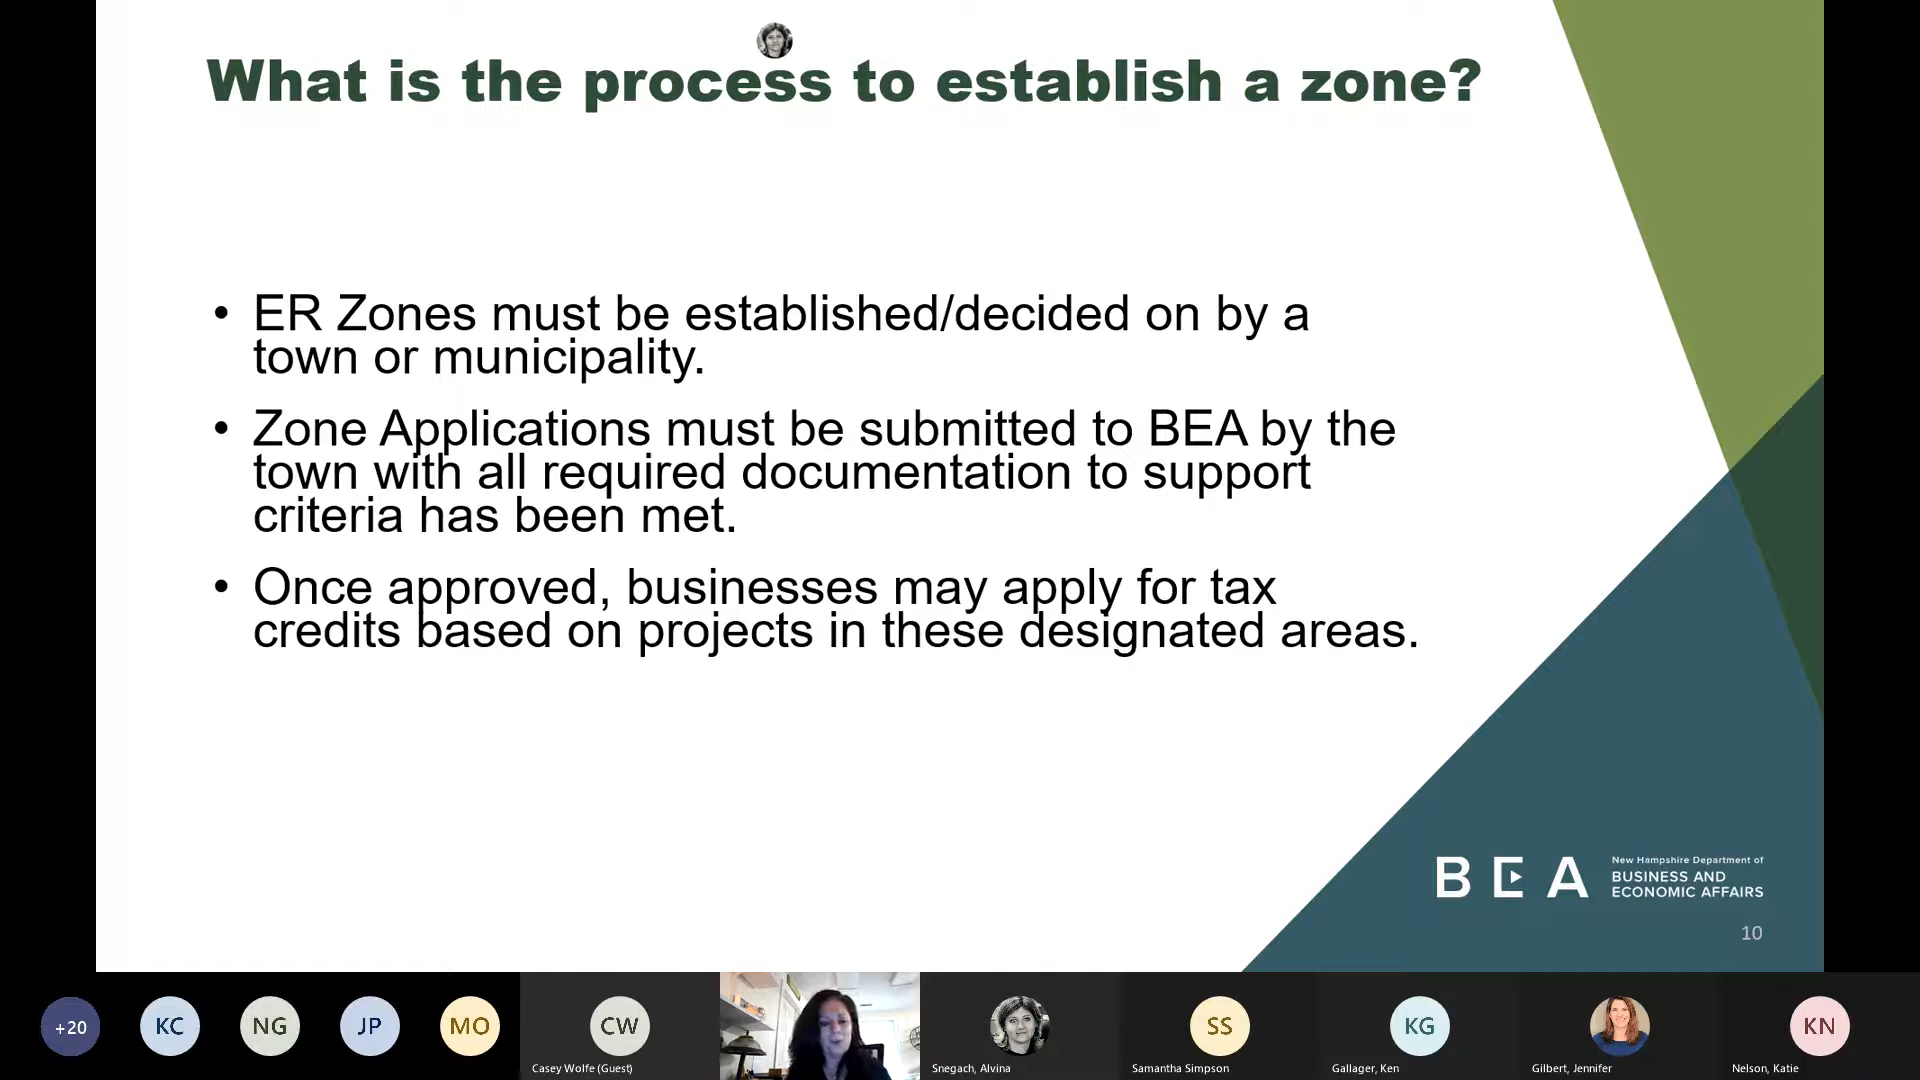 What is the process to establish a zone?
• ER Zones must be established/decided on by a
town or municipality.
• Zone Applications must be submitted to BEA by the
town with all required documentation to support
criteria has been met.
• Once approved, businesses may apply for tax
credits based on projects in these designated areas.
BEA
New Hampshire Department of
BUSINESS AND
ECONOMIC AFFAIRS
10
+20
KC
NG
JP
MO
CW
SS
KG
KN
Casey Wolfe (Guest)
Snegach, Alvina
Samantha Simpson
Gallager, Ken
Gilbert, Jennifer
Nelson, Katie